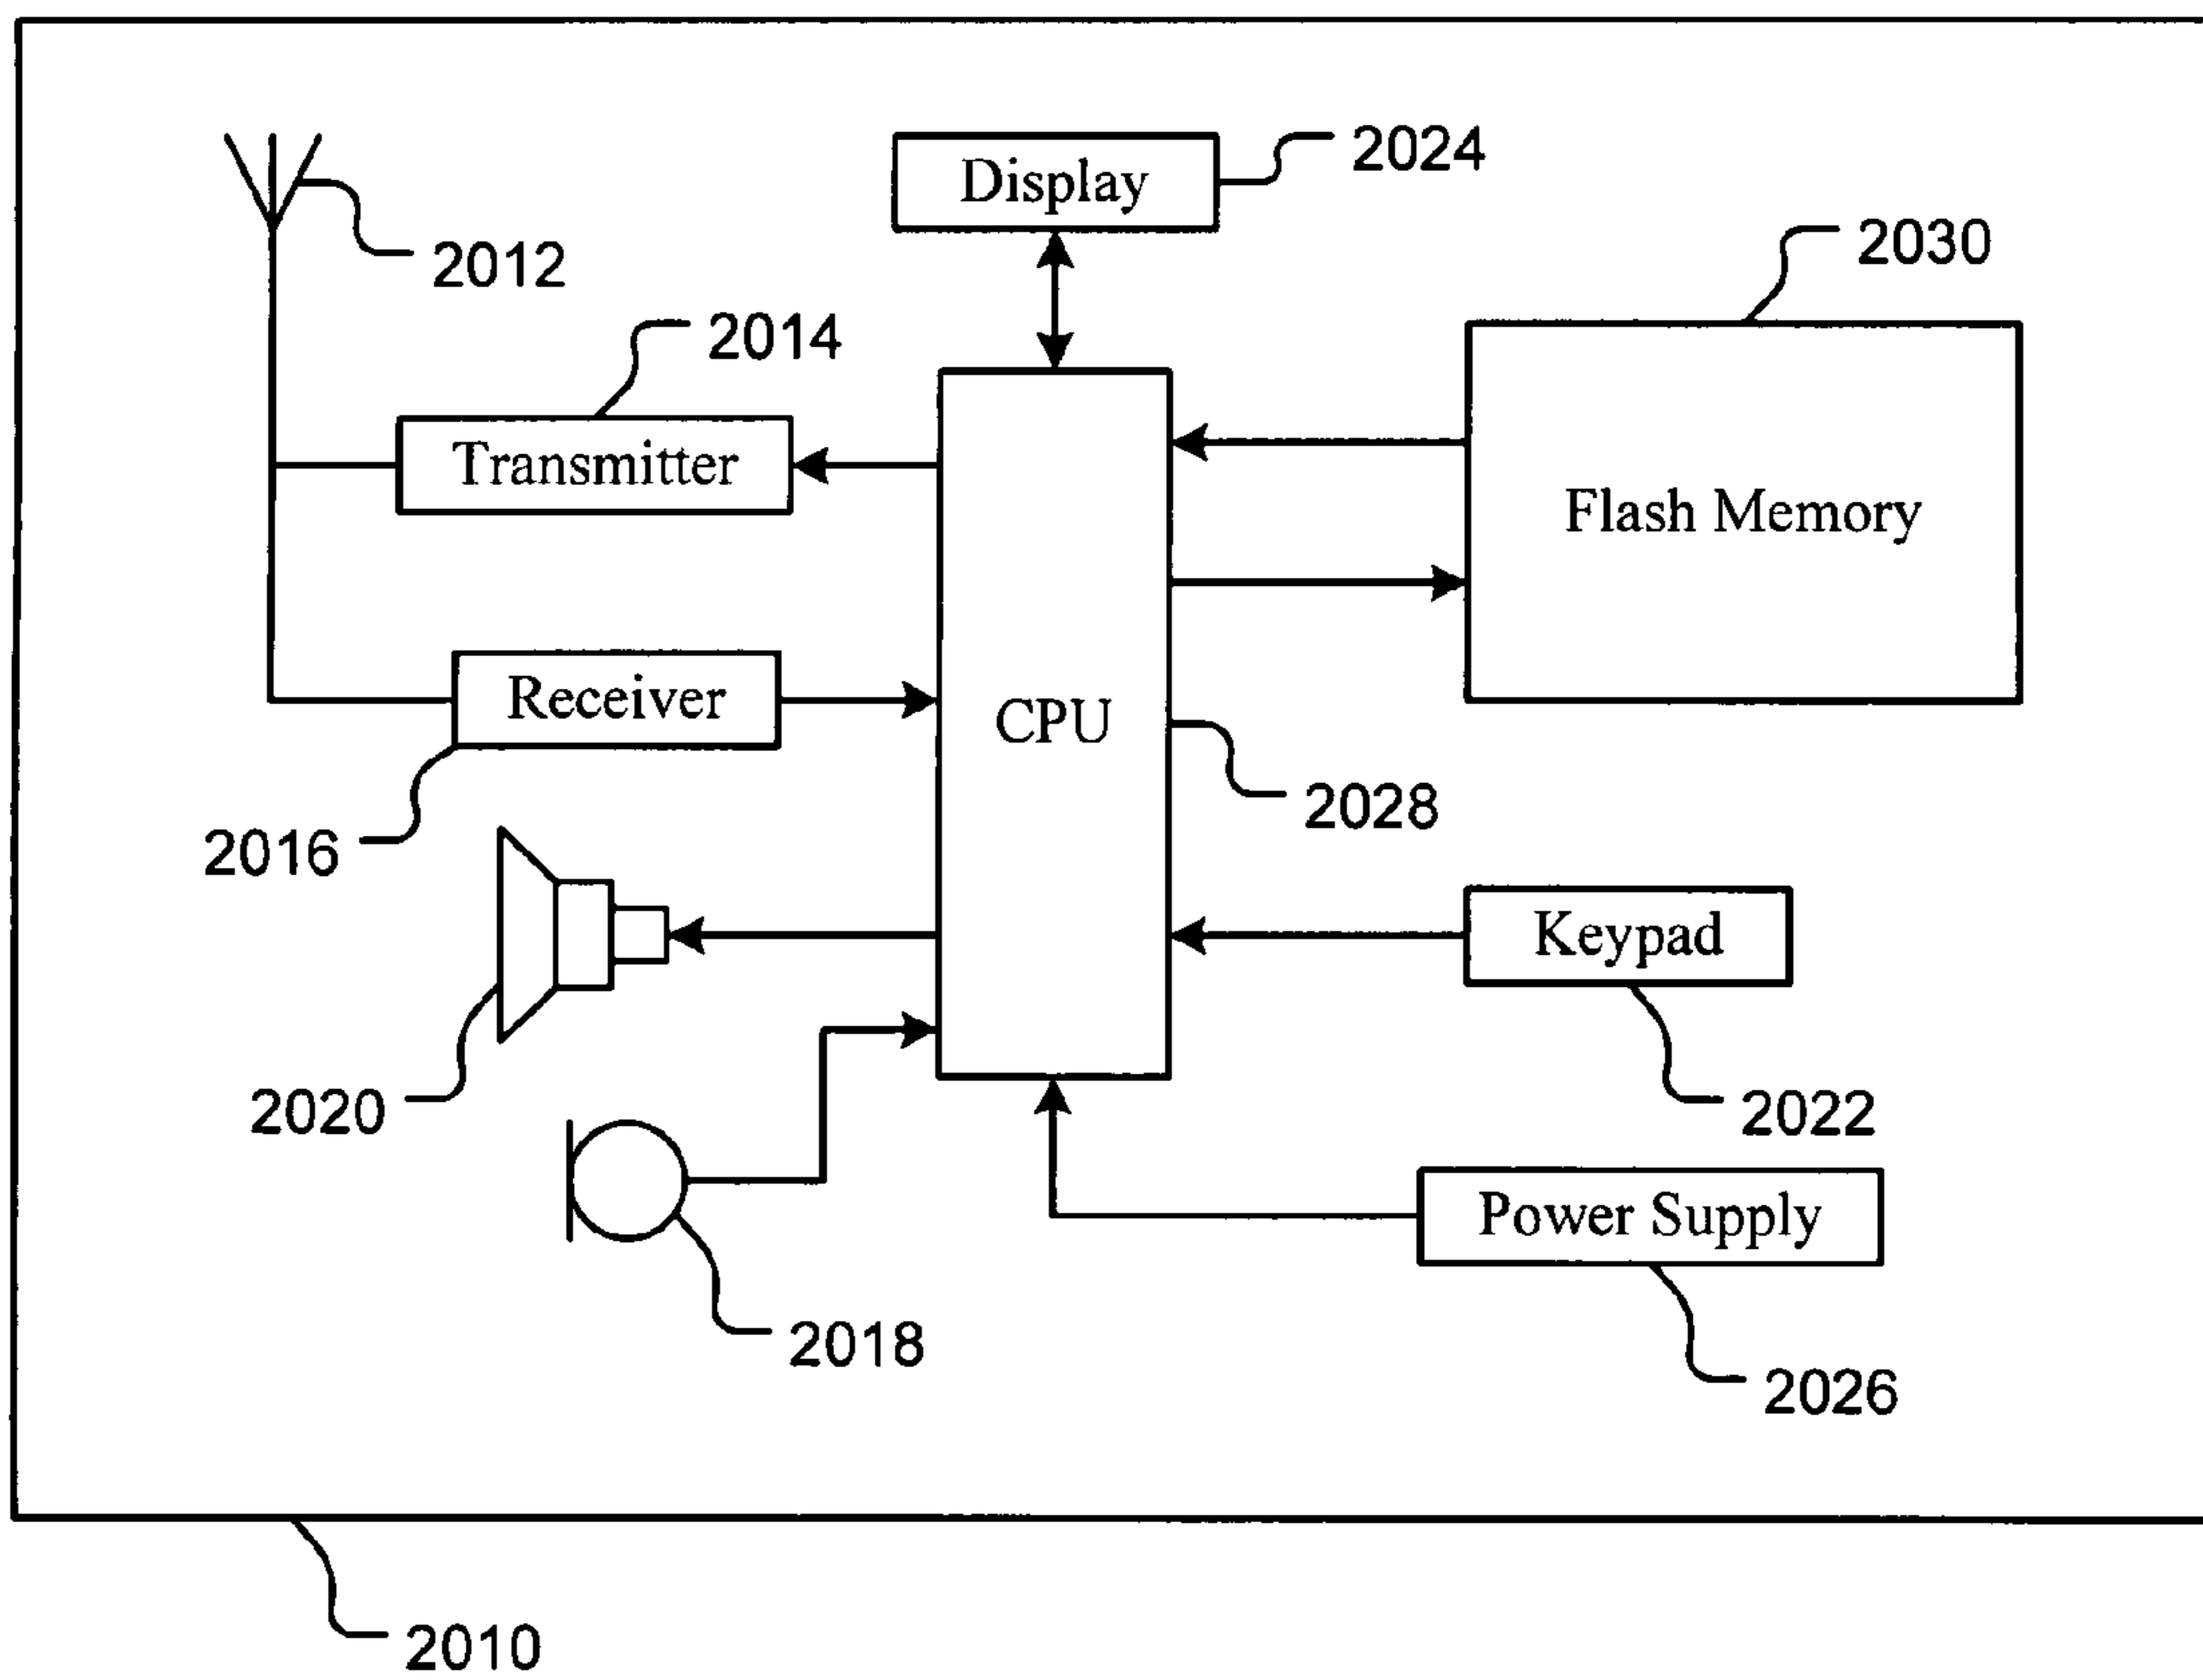 Display
2024
2012
2030
2014
Transmitter
Flash Memory
Receiver
CPU
2028
2016
Keypad
2020
2022
Power Supply
2018
2026
2010